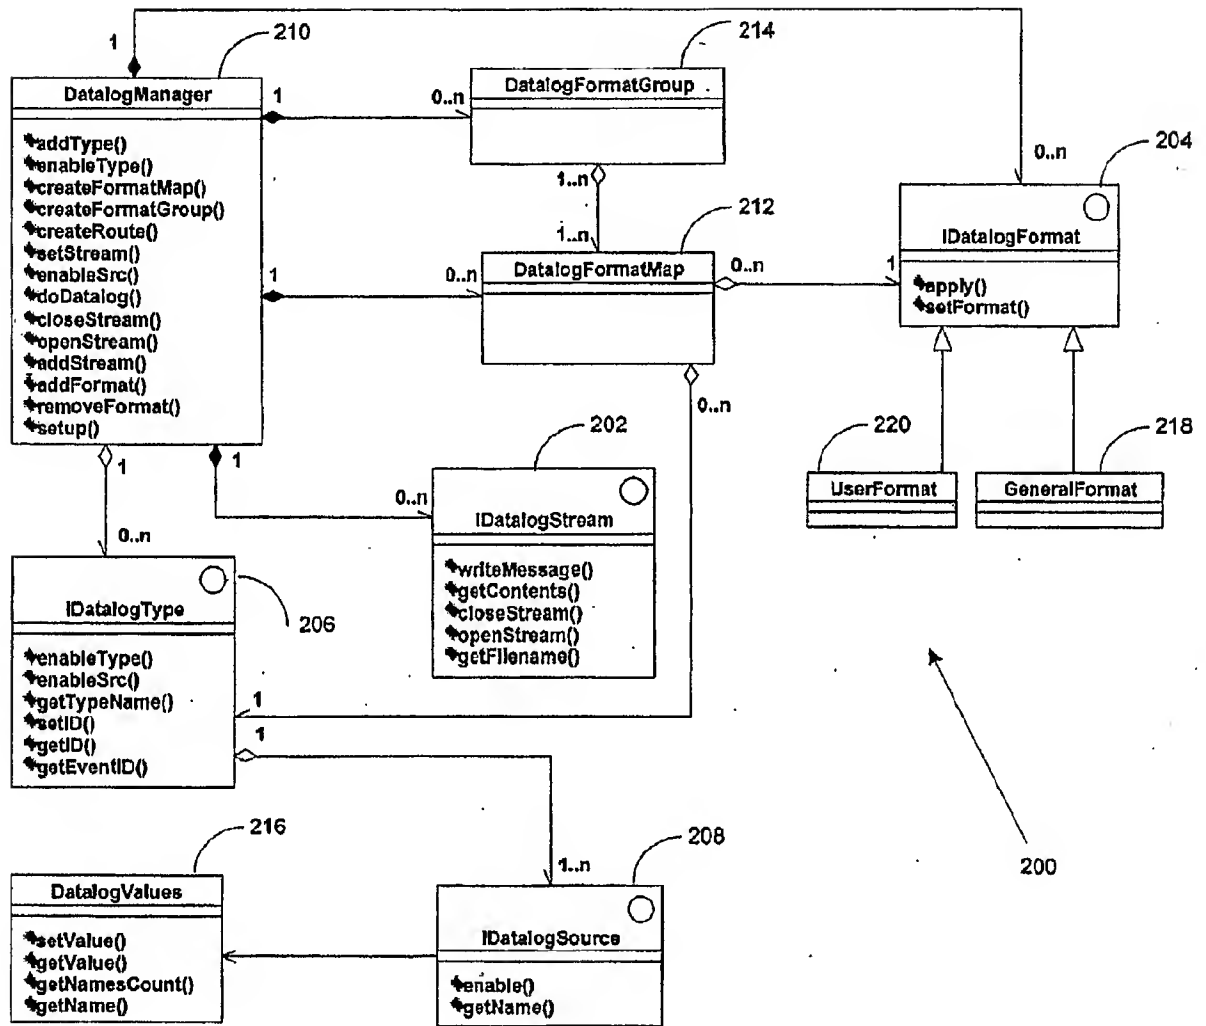 210
214
1
DatalogManager
1
0..n
DatalogFormatGroup
addType()
enableType()
createFormatMap()
createFormatGroup()
createRoute()
setStream()
enableSrc()
doDatalog()
closeStream()
openStream()
addStream()
addFormat()
removeFormat()
setup()
1..n
1..n
212
1
0..n
DatalogFormatMap
0..n
1
0..n
204
IDatalogFormat
apply()
setFormat()
0..n
220
218
UserFormat
GeneralFormat
1
1
0..n
202
0..n
IDatalogStream
writeMessage()
getContents()
closeStream()
openStream()
getFilename()
206
IDatalogType
enableType()
enableSrc()
getTypeName()
setID()
getID()
getEventID()
1
1
200
216
208
1..n
DatalogValues
setValue()
getValue()
getNamesCount()
getName()
IDatalogSource
enable()
getName()